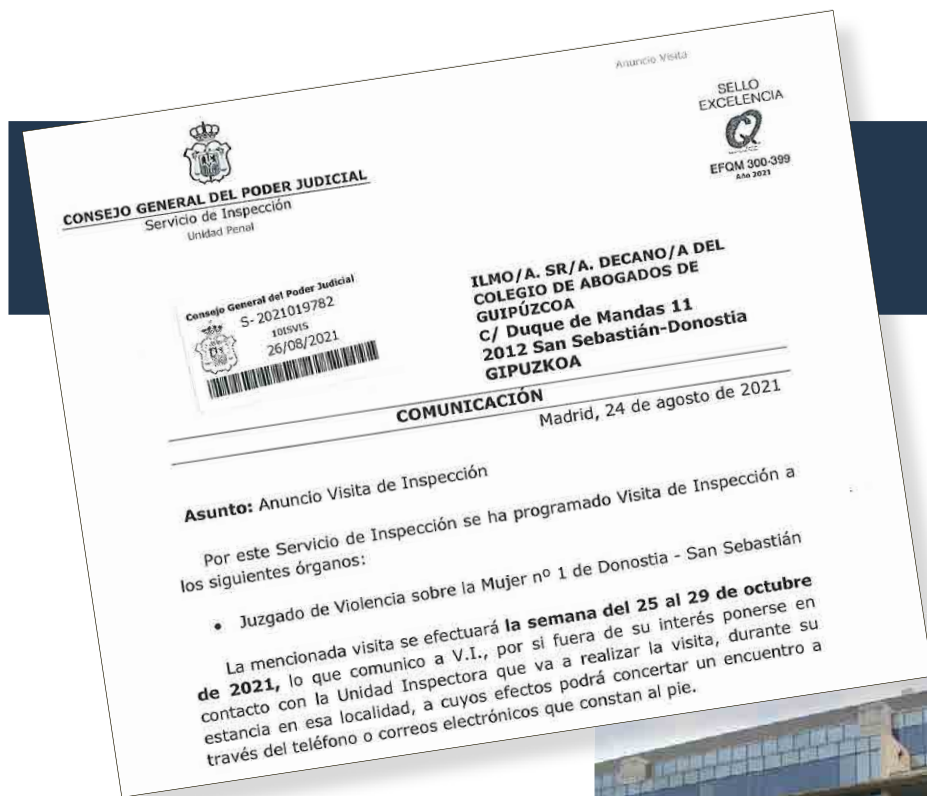 Anuncio Visita
SELLO
EXCELENCIA
EFQM 300-399
Año 2021
CONSEJO GENERAL DEL PODER JUDICIAL
Servicio de Inspección
Unidad Penal
Consejo General del Poder Judicial
S- 2021019782
101SVIS
26/08/2021
ILMO/A. SR/A. DECANO/A DEL
COLEGIO DE ABOGADOS DE
GUIPÚZCOA
C/ Duque de Mandas 11
2012 San Sebastián-Donostia
GIPUZKOA
COMUNICACIÓN
Madrid, 24 de agosto de 2021
Asunto: Anuncio Visita de Inspección
Por este Servicio de Inspección se ha programado Visita de Inspección a
los siguientes órganos:
• Juzgado de Violencia sobre la Mujer nº 1 de Donostia - San Sebastián
La mencionada visita se efectuará la semana del 25 al 29 de octubre
de 2021, lo que comunico a V.I., por si fuera de su interés ponerse en
contacto con la Unidad Inspectora que va a realizar la visita, durante su
estancia en esa localidad, a cuyos efectos podrá concertar un encuentro a
través del teléfono o correos electrónicos que constan al pie.